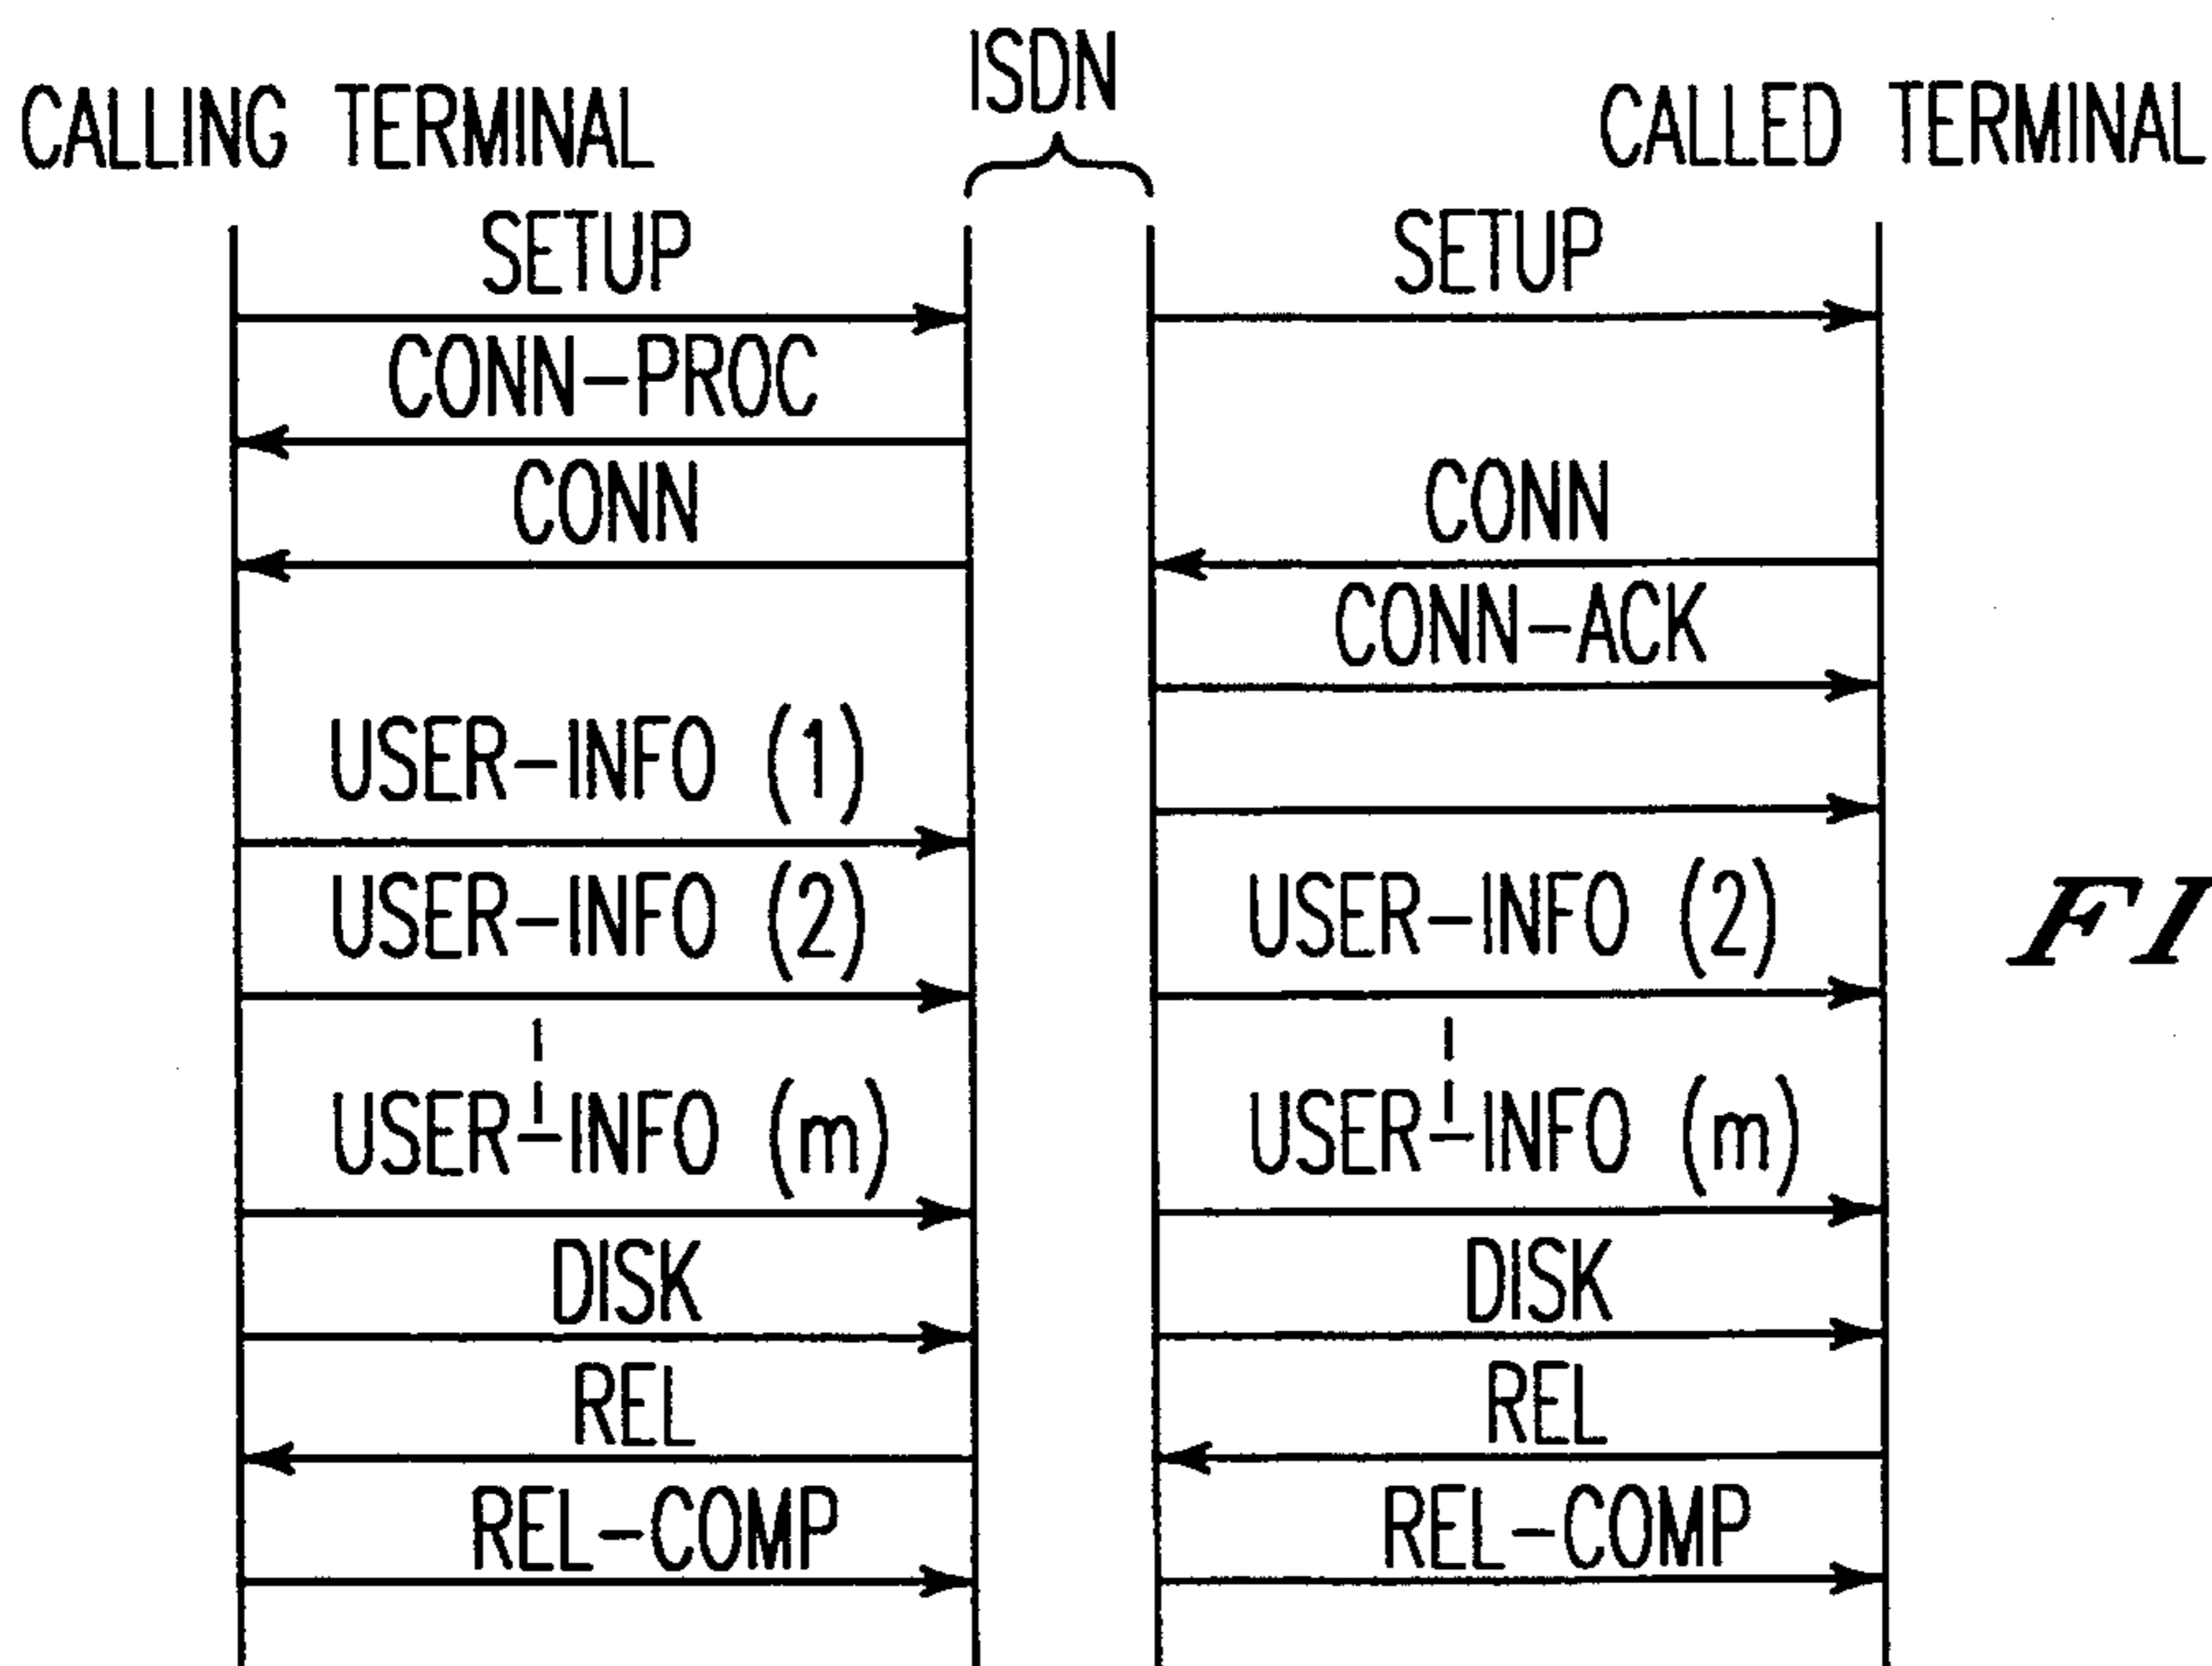 ISDN
CALLING TERMINAL
CALLED TERMINAL
SETUP
SETUP
CONN-PROC
CONN
CONN
CONN-ACK
USER-INFO (1)
USER-INFO (2)
USER-INFO (2)
FI
USER-INFO (m)
USER-INFO (m)
DISK
DISK
REL
REL
REL-COMP
REL-COMP